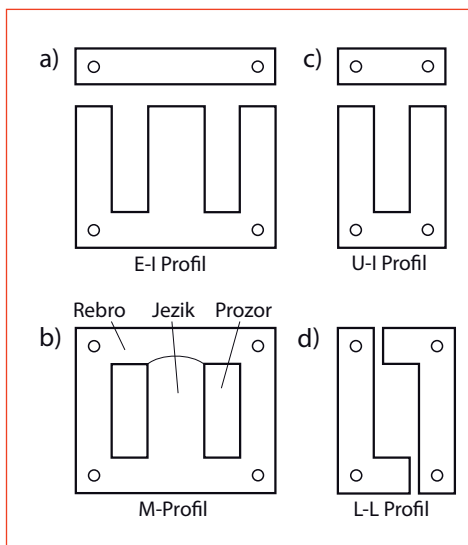 a)
c)
E-I Profil
U-I Profil
Rebro Jezik Prozor
b)
d)
M-Profil
L-L Profil